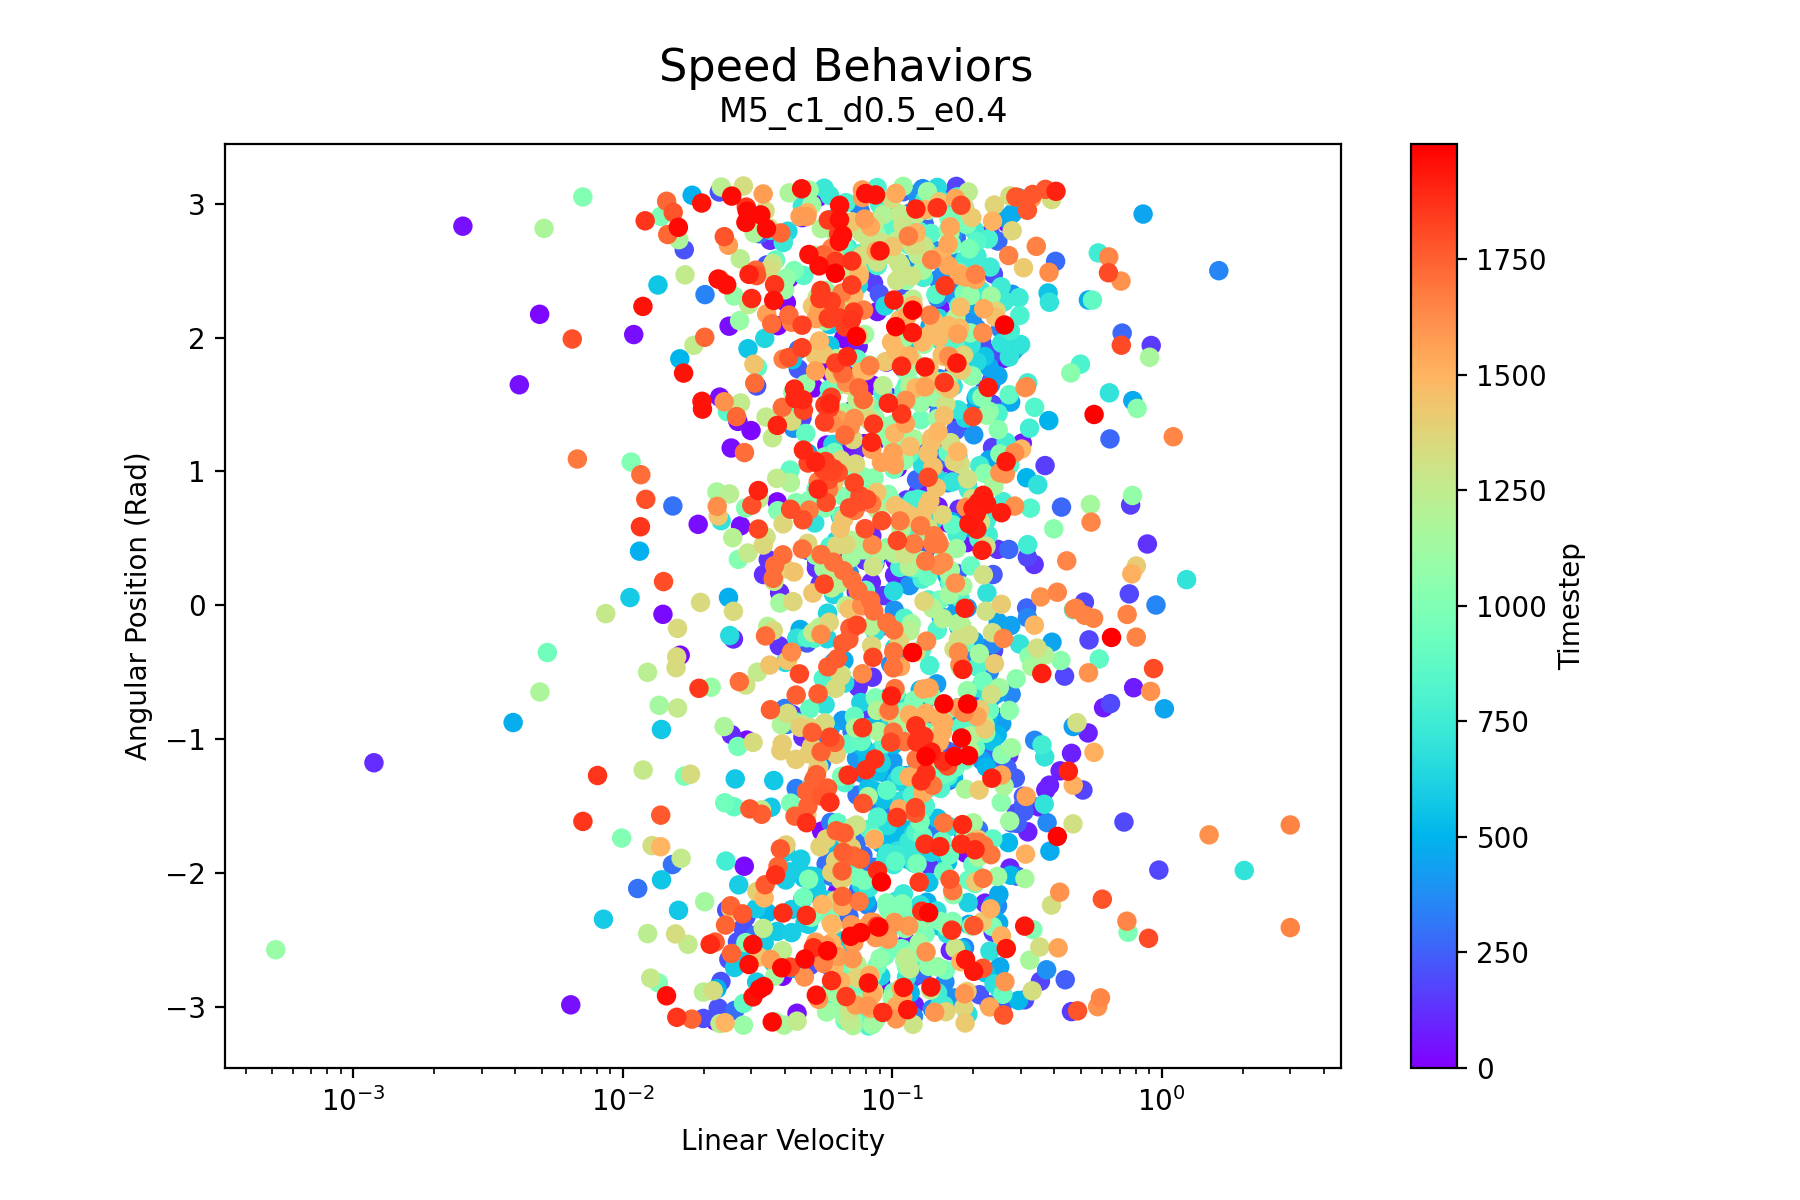 Speed Behaviors
M5_c1_d0.5_e0.4
Angular Position (Rad)
3
2
1
0
−1
−2
−3
10⁻³ 10⁻² 10⁻¹ 10⁰
Linear Velocity
1750
1500
1250
1000
750
500
250
0
Timestep